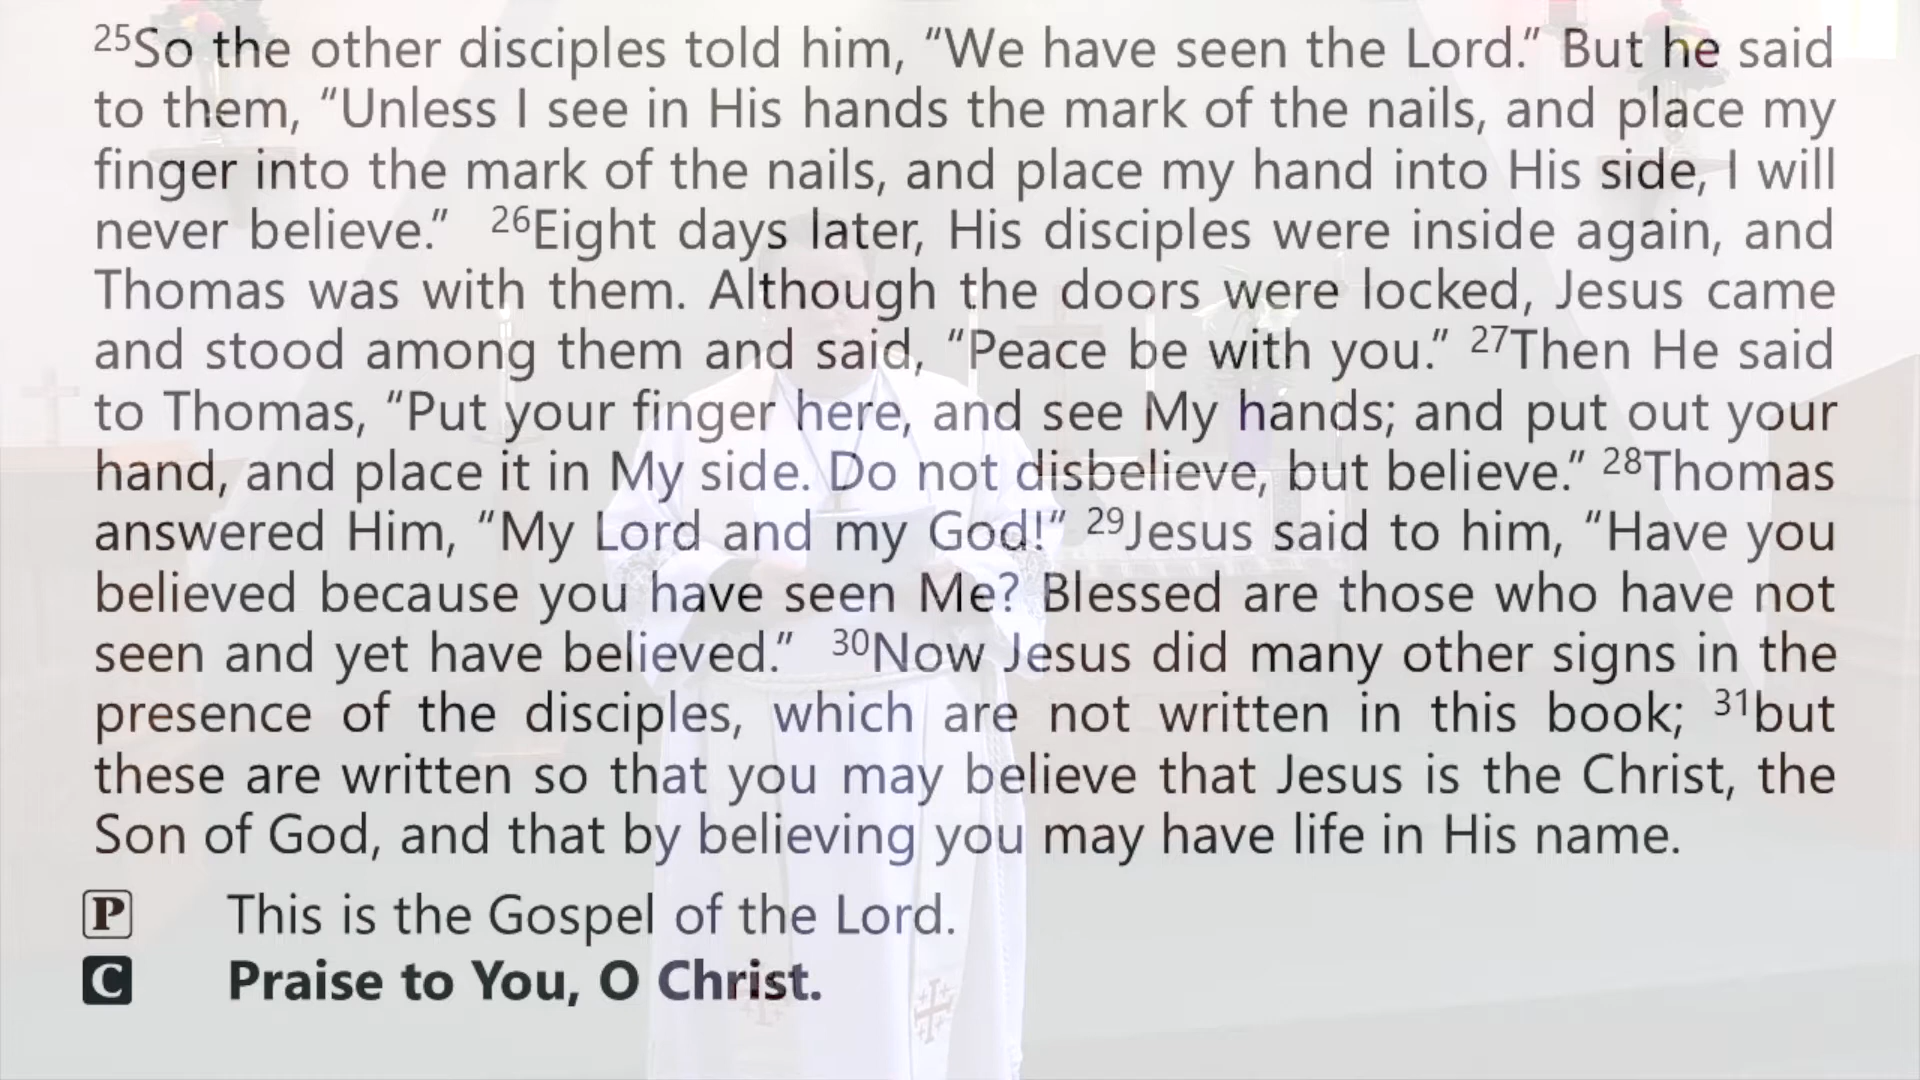 25So the other disciples told him, “We have seen the Lord.” But he said
to them, “Unless I see in His hands the mark of the nails, and place my
finger into the mark of the nails, and place my hand into His side, I will
never believe.” 26Eight days later, His disciples were inside again, and
Thomas was with them. Although the doors were locked, Jesus came
and stood among them and said, “Peace be with you.” 27Then He said
to Thomas, “Put your finger here, and see My hands; and put out your
hand, and place it in My side. Do not disbelieve, but believe.” 28Thomas
answered Him, “My Lord and my God!” 29Jesus said to him, “Have you
believed because you have seen Me? Blessed are those who have not
seen and yet have believed.” 30Now Jesus did many other signs in the
presence of the disciples, which are not written in this book; 31but
these are written so that you may believe that Jesus is the Christ, the
Son of God, and that by believing you may have life in His name.
P This is the Gospel of the Lord.
C Praise to You, O Christ.